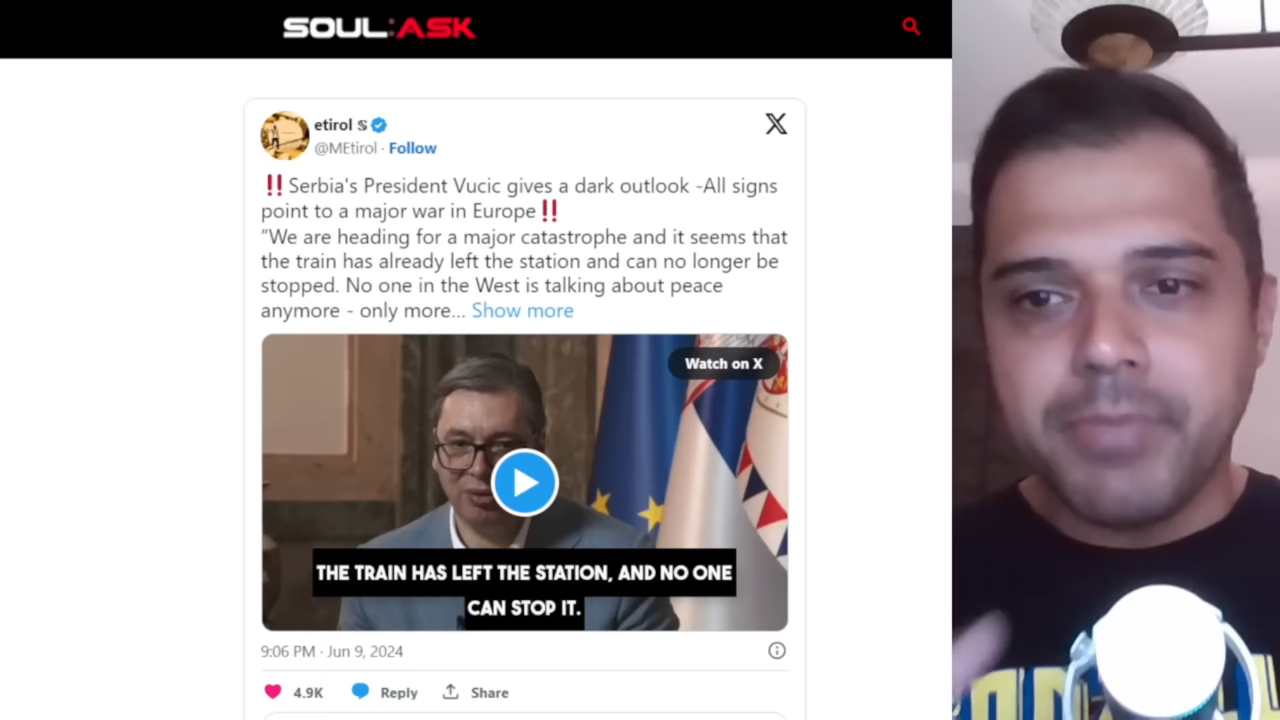 SOUL:ASK
etirol S
@MEtirol · Follow
‼️Serbia's President Vucic gives a dark outlook -All signs
point to a major war in Europe‼️
“We are heading for a major catastrophe and it seems that
the train has already left the station and can no longer be
stopped. No one in the West is talking about peace
anymore - only more... Show more
Watch on X
THE TRAIN HAS LEFT THE STATION, AND NO ONE
CAN STOP IT.
9:06 PM · Jun 9, 2024
4.9K Reply Share